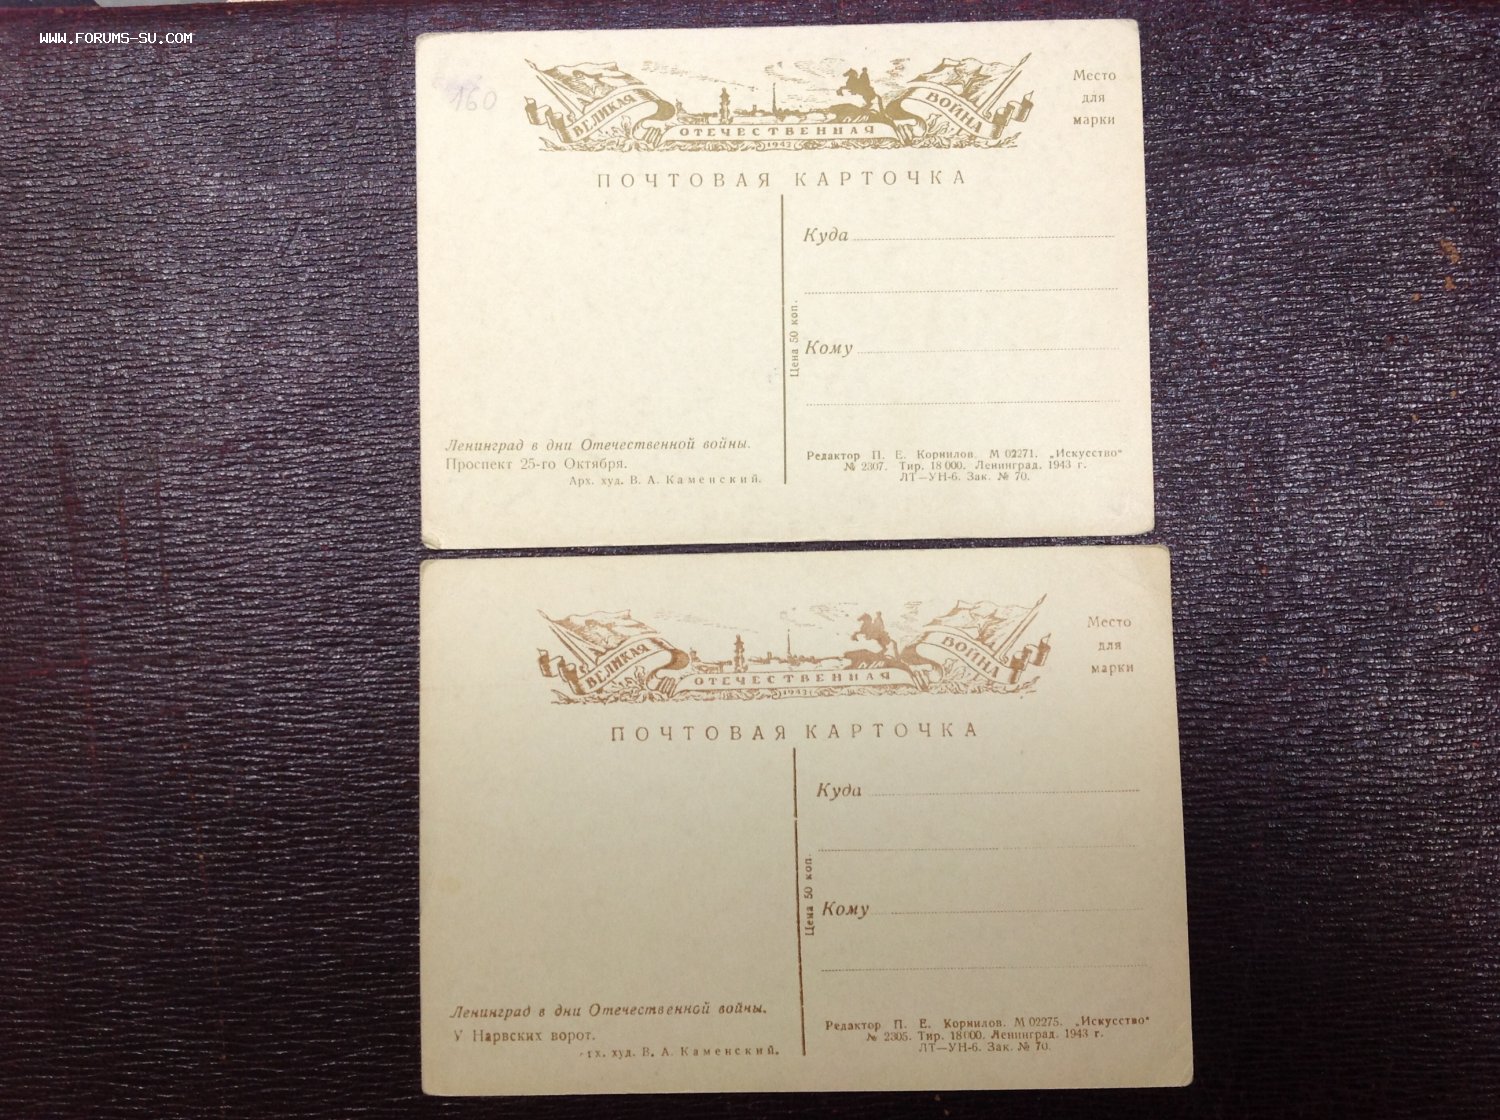 WWW.FORUMS-SU.COM
160
ВЕЛИКАЯ
ОТЕЧЕСТВЕННАЯ
ВОЙНА
1942
Место
для
марки
ПОЧТОВАЯ КАРТОЧКА
Куда
Цена 50 коп.
Кому
Ленинград в дни Отечественной войны.
Проспект 25-го Октября.
Арх. худ. В. А. Каменский.
Редактор П. Е. Корнилов. М 02271. „Искусство“
№ 2307. Тир. 18 000. Ленинград. 1943 г.
ЛТ—УН-6. Зак. № 70.
ВЕЛИКАЯ
ОТЕЧЕСТВЕННАЯ
ВОЙНА
1942
Место
для
марки
ПОЧТОВАЯ КАРТОЧКА
Куда
Цена 50 коп.
Кому
Ленинград в дни Отечественной войны.
У Нарвских ворот.
рх. худ. В. А. Каменский.
Редактор П. Е. Корнилов. М 02275. „Искусство“
№ 2305. Тир. 18 000. Ленинград. 1943 г.
ЛТ—УН-6. Зак. № 70.